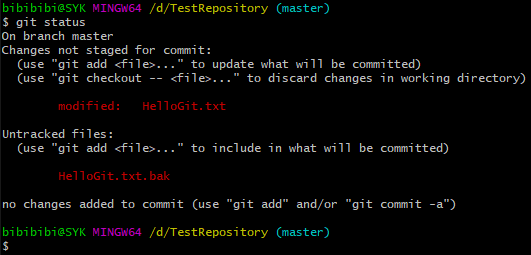 bibibibi@SYK MINGW64 /d/TestRepository (master)
$ git status
On branch master
Changes not staged for commit:
  (use "git add <file>..." to update what will be committed)
  (use "git checkout -- <file>..." to discard changes in working directory)

        modified:   HelloGit.txt

Untracked files:
  (use "git add <file>..." to include in what will be committed)

        HelloGit.txt.bak

no changes added to commit (use "git add" and/or "git commit -a")

bibibibi@SYK MINGW64 /d/TestRepository (master)
$